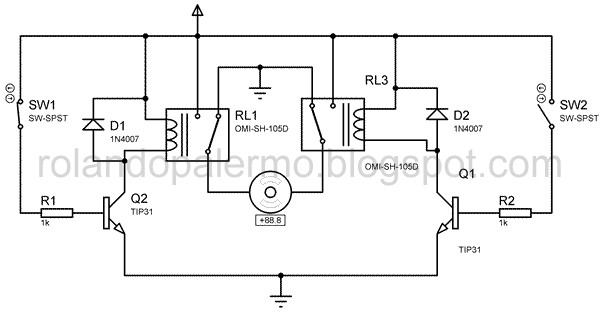 SW1
SW-SPST
D1
1N4007
RL1
OMI-SH-105D
RL3
OMI-SH-105D
D2
1N4007
SW2
SW-SPST
rolandopalermo.blogspot.com
R1
1k
Q2
TIP31
+88.8
Q1
TIP31
R2
1k